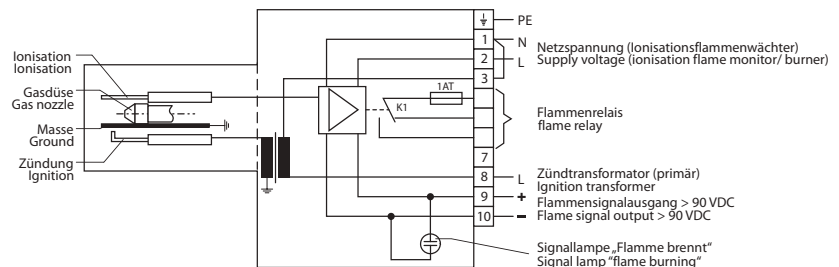 PE
1 N
2 L
3
Netzspannung (Ionisationsflammenwächter)
Supply voltage (ionisation flame monitor/ burner)
Ionisation
Ionisation
Gasdüse
Gas nozzle
Masse
Ground
Zündung
Ignition
1AT
K1
Flammenrelais
flame relay
7
8 L
Zündtransformator (primär)
Ignition transformer
9 +
Flammensignalausgang > 90 VDC
10 –
Flame signal output > 90 VDC
Signallampe „Flamme brennt“
Signal lamp “flame burning“